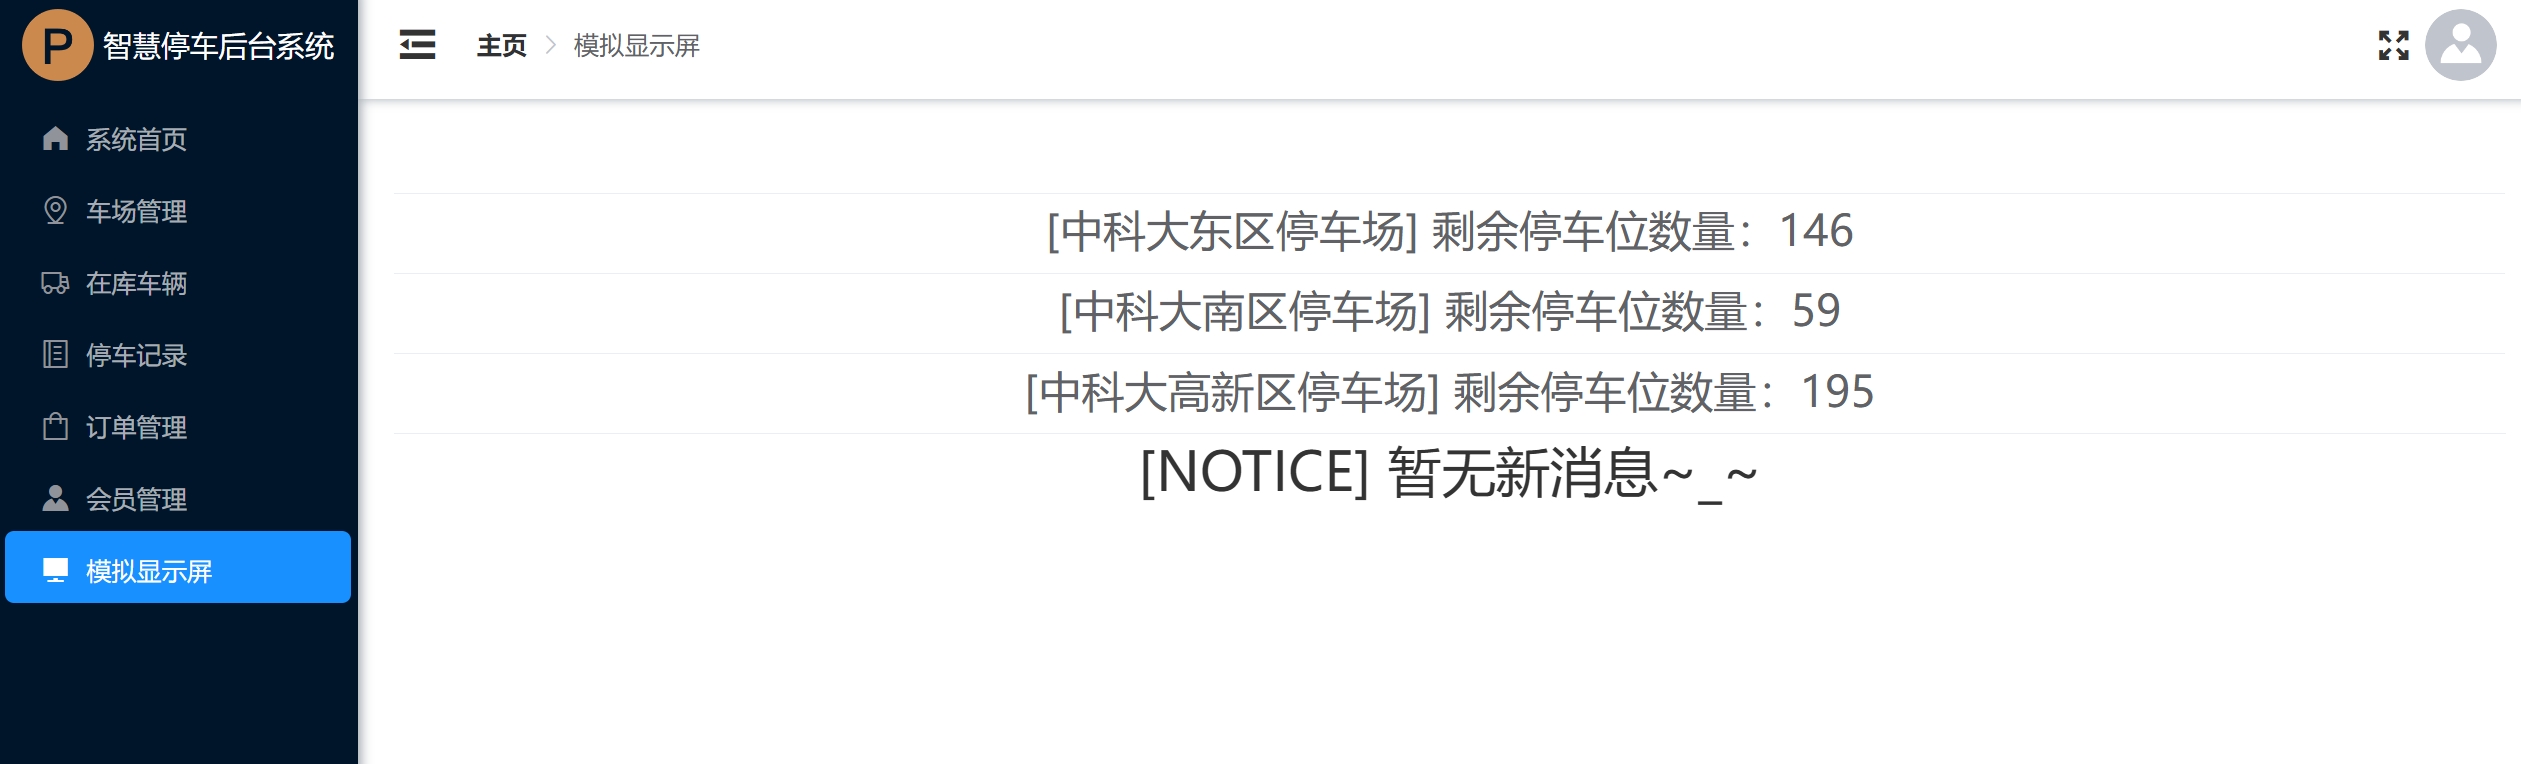 P 智慧停车后台系统
主页 > 模拟显示屏
系统首页
车场管理
在库车辆
停车记录
订单管理
会员管理
模拟显示屏
[中科大东区停车场] 剩余停车位数量：146
[中科大南区停车场] 剩余停车位数量：59
[中科大高新区停车场] 剩余停车位数量：195
[NOTICE] 暂无新消息~_~